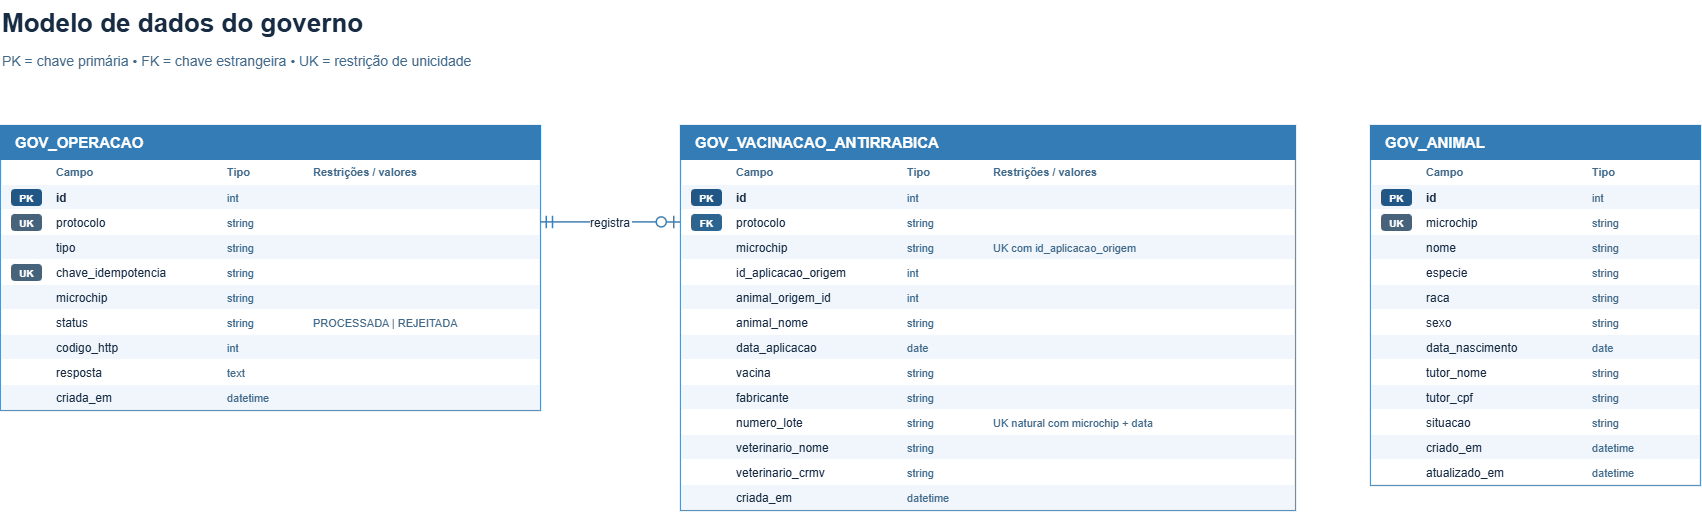 Modelo de dados do governo
PK = chave primária • FK = chave estrangeira • UK = restrição de unicidade
GOV_OPERACAO
Campo Tipo Restrições / valores
PK id int
UK protocolo string
tipo string
UK chave_idempotencia string
microchip string
status string PROCESSADA | REJEITADA
codigo_http int
resposta text
criada_em datetime
registra
GOV_VACINACAO_ANTIRRABICA
Campo Tipo Restrições / valores
PK id int
FK protocolo string
microchip string UK com id_aplicacao_origem
id_aplicacao_origem int
animal_origem_id int
animal_nome string
data_aplicacao date
vacina string
fabricante string
numero_lote string UK natural com microchip + data
veterinario_nome string
veterinario_crmv string
criada_em datetime
GOV_ANIMAL
Campo Tipo
PK id int
UK microchip string
nome string
especie string
raca string
sexo string
data_nascimento date
tutor_nome string
tutor_cpf string
situacao string
criado_em datetime
atualizado_em datetime